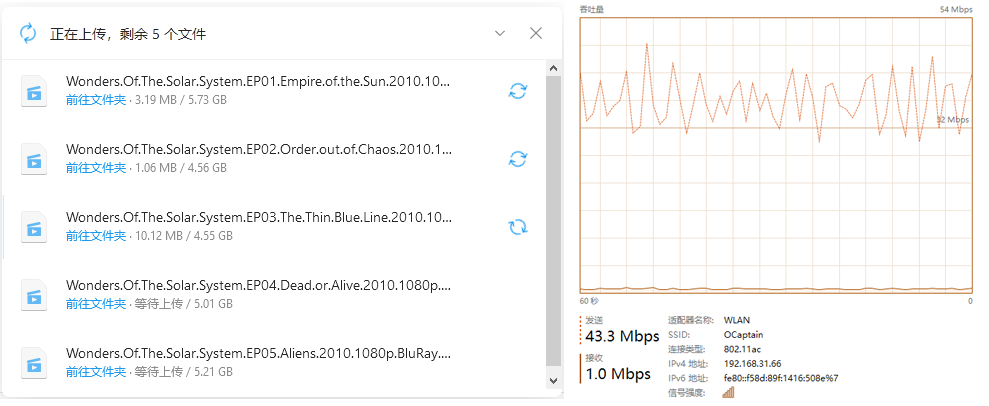 正在上传，剩余 5 个文件
Wonders.Of.The.Solar.System.EP01.Empire.of.the.Sun.2010.10...
前往文件夹 · 3.19 MB / 5.73 GB
Wonders.Of.The.Solar.System.EP02.Order.out.of.Chaos.2010.1...
前往文件夹 · 1.06 MB / 4.56 GB
Wonders.Of.The.Solar.System.EP03.The.Thin.Blue.Line.2010.10...
前往文件夹 · 10.12 MB / 4.55 GB
Wonders.Of.The.Solar.System.EP04.Dead.or.Alive.2010.1080p....
前往文件夹 · 等待上传 / 5.01 GB
Wonders.Of.The.Solar.System.EP05.Aliens.2010.1080p.BluRay....
前往文件夹 · 等待上传 / 5.21 GB
吞吐量 54 Mbps
32 Mbps
60 秒 0
发送
43.3 Mbps
接收
1.0 Mbps
适配器名称: WLAN
SSID: OCaptain
连接类型: 802.11ac
IPv4 地址: 192.168.31.66
IPv6 地址: fe80::f58d:89f:1416:508e%7
信号强度: